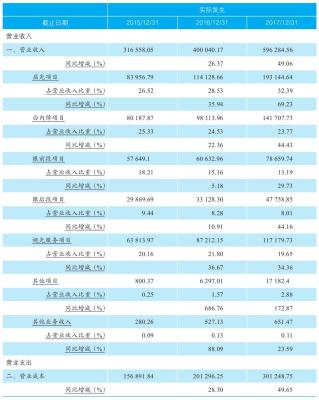 实际发生
截止日期 2015/12/31 2016/12/31 2017/12/31
营业收入
一、营业收入 316 558.05 400 040.17 596 284.56
同比增减（%） 26.37 49.06
屈光项目 83 956.79 114 128.66 193 144.64
占营业收入比重（%） 26.52 28.53 32.39
同比增减（%） 35.94 69.23
白内障项目 80 187.87 98 113.96 141 707.73
占营业收入比重（%） 25.33 24.53 23.77
同比增减（%） 22.36 44.43
眼前段项目 57 649.1 60 632.96 78 659.74
占营业收入比重（%） 18.21 15.16 13.19
同比增减（%） 5.18 29.73
眼后段项目 29 869.69 33 128.30 47 758.85
占营业收入比重（%） 9.44 8.28 8.01
同比增减（%） 10.91 44.16
视光服务项目 63 813.97 87 212.15 117 179.73
占营业收入比重（%） 20.16 21.80 19.65
同比增减（%） 36.67 34.36
其他项目 800.37 6 297.01 17 182.4
占营业收入比重（%） 0.25 1.57 2.88
同比增减（%） 686.76 172.87
其他业务收入 280.26 527.13 651.47
占营业收入比重（%） 0.09 0.13 0.11
同比增减（%） 88.09 23.59
营业支出
二、营业成本 156 891.84 201 296.25 301 248.75
同比增减（%） 28.30 49.65